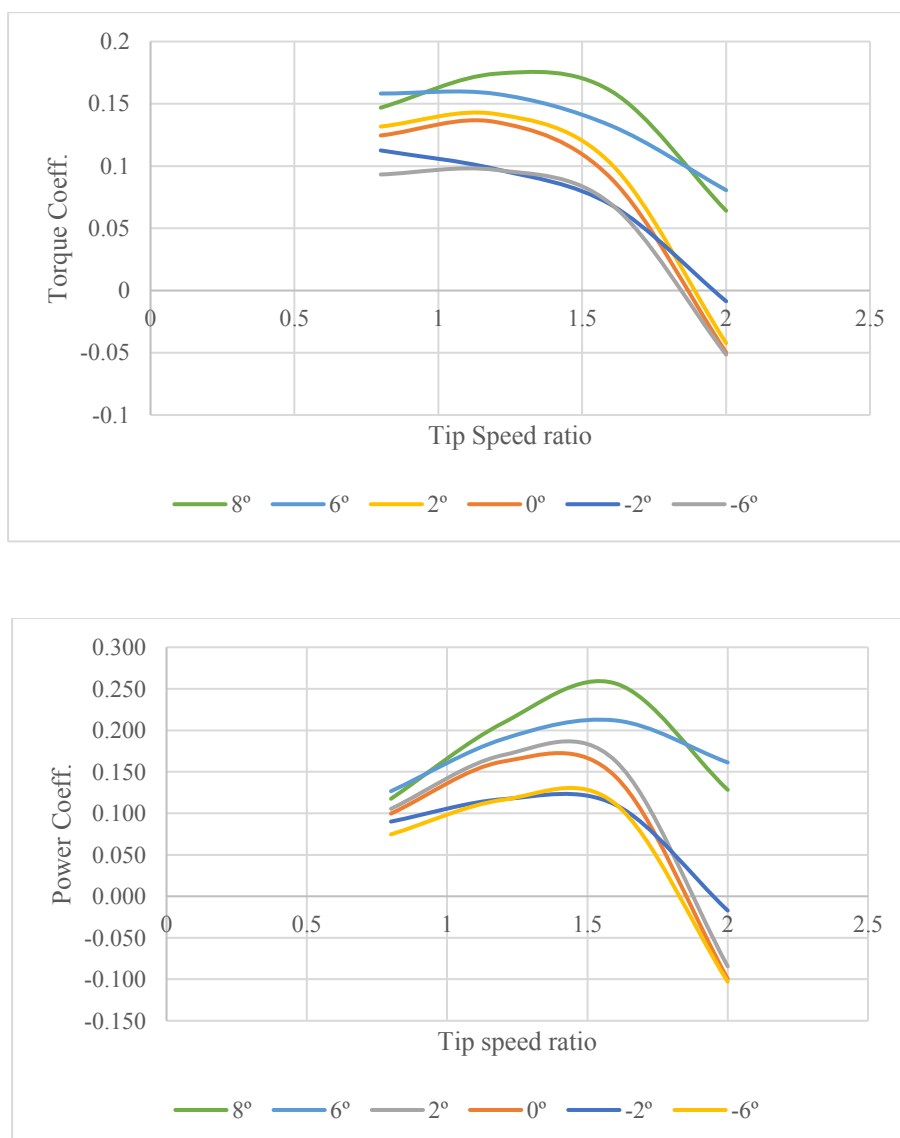 0.2
0.15
0.1
0.05
0
-0.05
-0.1
0 0.5 1 1.5 2 2.5
Torque Coeff.
Tip Speed ratio
8º 6º 2º 0º -2º -6º
0.300
0.250
0.200
0.150
0.100
0.050
0.000
-0.050
-0.100
-0.150
0 0.5 1 1.5 2 2.5
Power Coeff.
Tip speed ratio
8º 6º 2º 0º -2º -6º